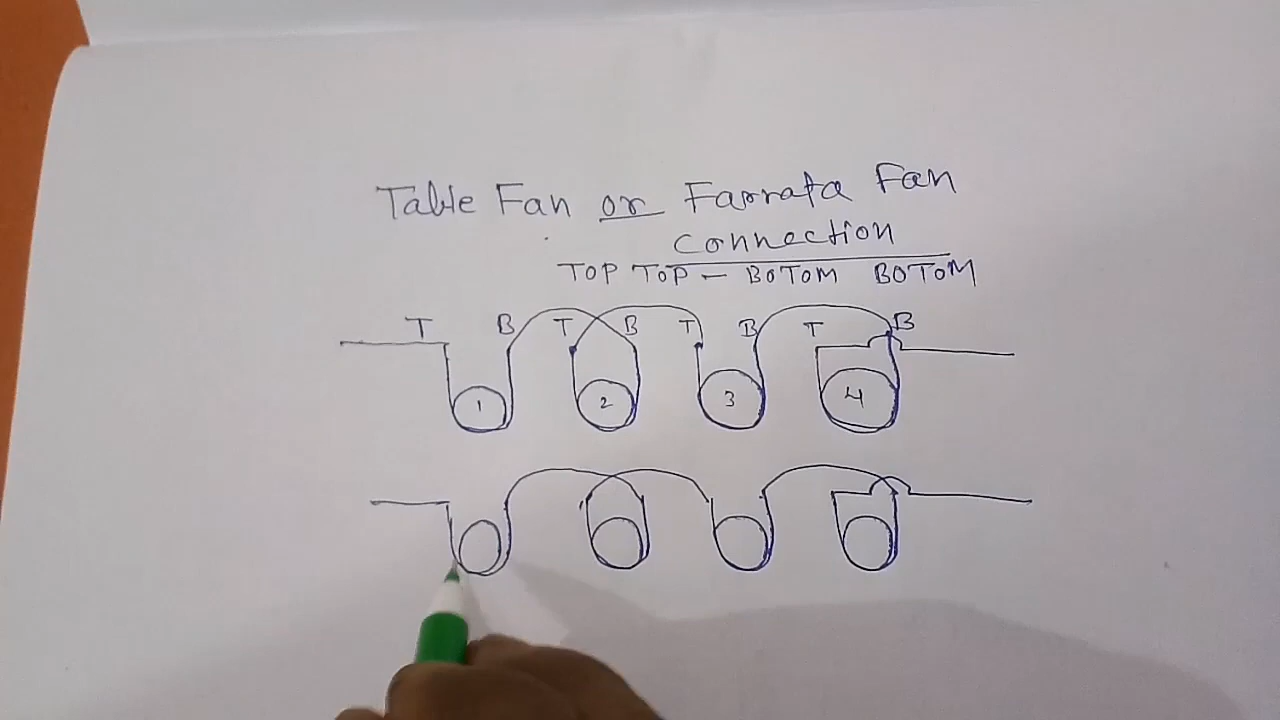 Table Fan or Farrata Fan
Connection
TOP TOP - BOTOM BOTOM
T B T B T B T B
1 2 3 4